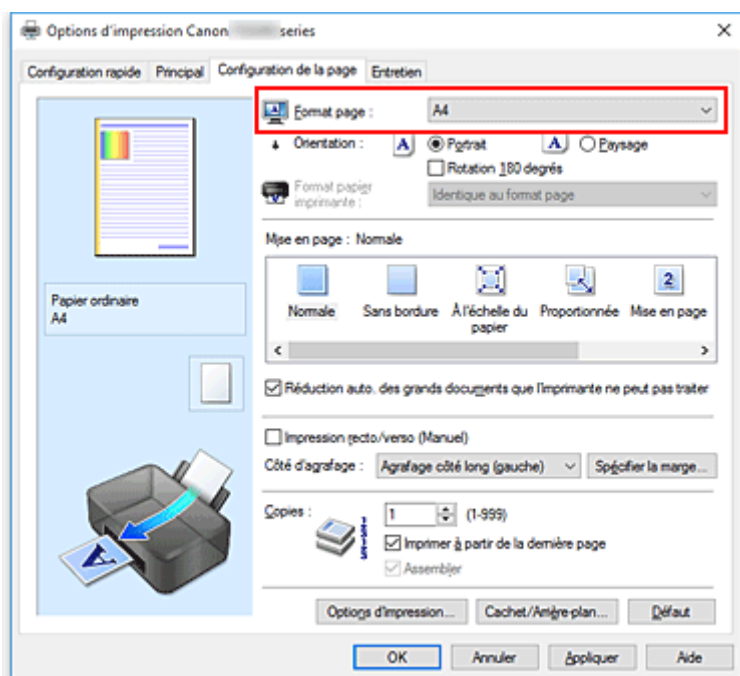 Options d'impression Canon series
Configuration rapide Principal Configuration de la page Entretien
Format page : A4
Orientation : A Portrait A Paysage
Rotation 180 degrés
Format papier imprimante : Identique au format page
Mise en page : Normale
Normale Sans bordure À l'échelle du papier Proportionnée Mise en page
2
Papier ordinaire
A4
Réduction auto. des grands documents que l'imprimante ne peut pas traiter
Impression recto/verso (Manuel)
Côté d'agrafage : Agrafage côté long (gauche) Spécifier la marge...
Copies : 1 (1-999)
Imprimer à partir de la dernière page
Assembler
A
Options d'impression... Cachet/Arrière-plan... Défaut
OK Annuler Appliquer Aide